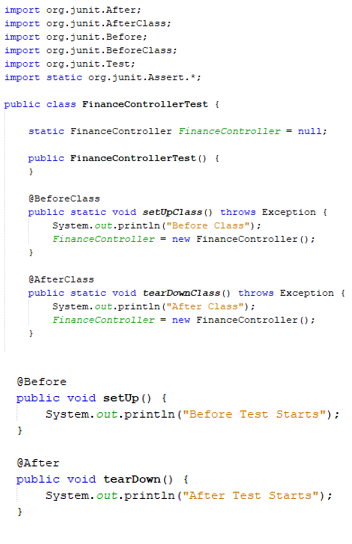 import org.junit.After;
import org.junit.AfterClass;
import org.junit.Before;
import org.junit.BeforeClass;
import org.junit.Test;
import static org.junit.Assert.*;
public class FinanceControllerTest {
static FinanceController FinanceController = null;
public FinanceControllerTest() {
}
@BeforeClass
public static void setUpClass() throws Exception {
System.out.println("Before Class");
FinanceController = new FinanceController();
}
@AfterClass
public static void tearDownClass() throws Exception {
System.out.println("After Class");
FinanceController = new FinanceController();
}
@Before
public void setUp() {
System.out.println("Before Test Starts");
}
@After
public void tearDown() {
System.out.println("After Test Starts");
}